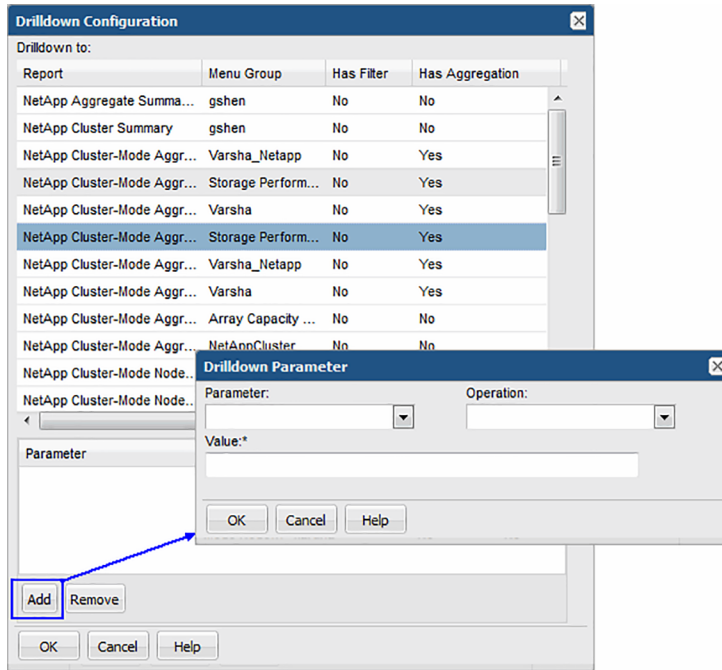 Drilldown Configuration
Drilldown to:
Report Menu Group Has Filter Has Aggregation
NetApp Aggregate Summa... gshen No No
NetApp Cluster Summary gshen No No
NetApp Cluster-Mode Aggr... Varsha_Netapp No Yes
NetApp Cluster-Mode Aggr... Storage Perform... No Yes
NetApp Cluster-Mode Aggr... Varsha No Yes
NetApp Cluster-Mode Aggr... Storage Perform... No Yes
NetApp Cluster-Mode Aggr... Varsha_Netapp No Yes
NetApp Cluster-Mode Aggr... Varsha No Yes
NetApp Cluster-Mode Aggr... Array Capacity ... No No
NetApp Cluster-Mode Aggr... NetAppCluster No No
NetApp Cluster-Mode Node..
NetApp Cluster-Mode Node..
Parameter
Add Remove
OK Cancel Help
Drilldown Parameter
Parameter: Operation:
Value:*
OK Cancel Help